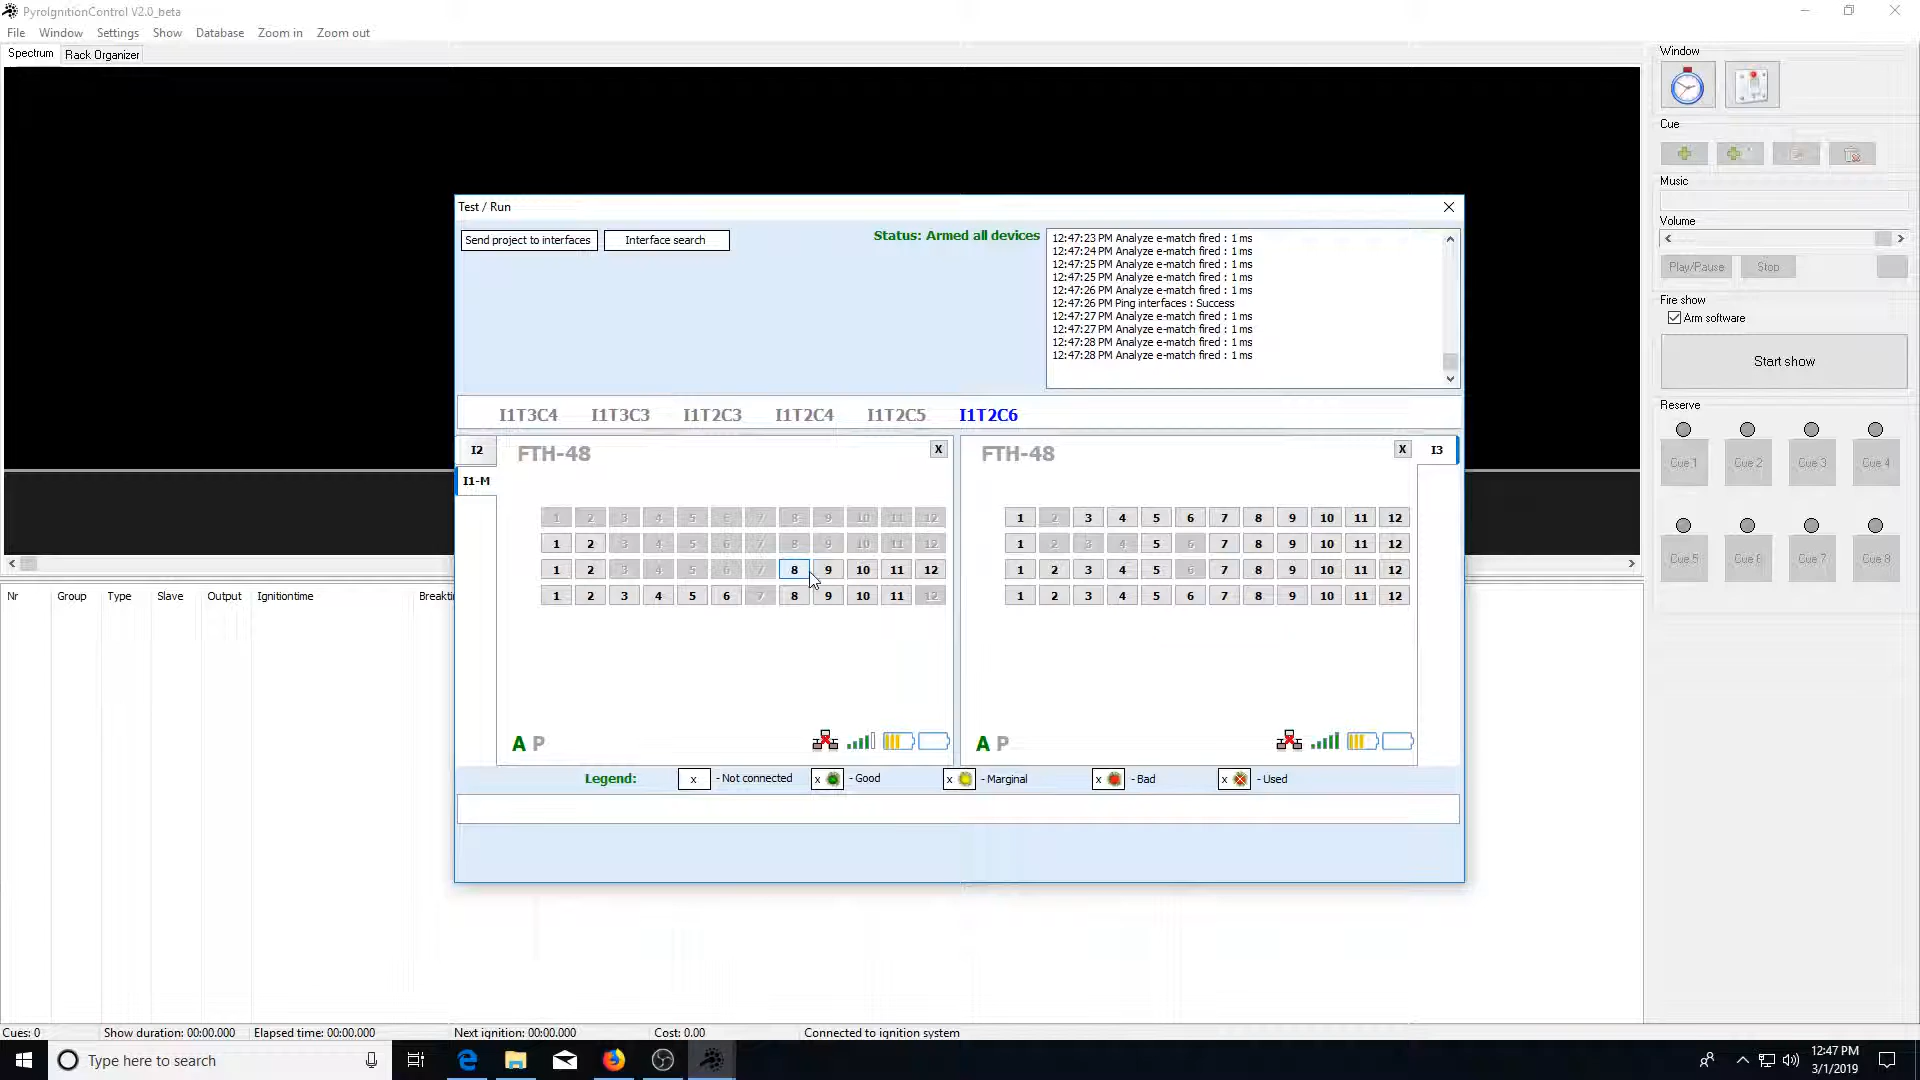 PyroIgnitionControl V2.0_beta
File Window Settings Show Database Zoom in Zoom out
Spectrum Rack Organizer
Window
Cue
Music
Volume
Play/Pause Stop
Fire show
Arm software
Start show
Reserve
Cue 1 Cue 2 Cue 3 Cue 4
Cue 5 Cue 6 Cue 7 Cue 8
Test / Run
Send project to interfaces Interface search
Status: Armed all devices
12:47:23 PM Analyze e-match fired : 1 ms
12:47:24 PM Analyze e-match fired : 1 ms
12:47:25 PM Analyze e-match fired : 1 ms
12:47:25 PM Analyze e-match fired : 1 ms
12:47:26 PM Analyze e-match fired : 1 ms
12:47:26 PM Ping interfaces : Success
12:47:27 PM Analyze e-match fired : 1 ms
12:47:27 PM Analyze e-match fired : 1 ms
12:47:28 PM Analyze e-match fired : 1 ms
12:47:28 PM Analyze e-match fired : 1 ms
I1T3C4 I1T3C3 I1T2C3 I1T2C4 I1T2C5 I1T2C6
I2
I1-M
FTH-48 X
1 2 3 4 5 6 7 8 9 10 11 12
1 2 3 4 5 6 7 8 9 10 11 12
1 2 3 4 5 6 7 8 9 10 11 12
1 2 3 4 5 6 7 8 9 10 11 12
A P
FTH-48 X I3
1 2 3 4 5 6 7 8 9 10 11 12
1 2 3 4 5 6 7 8 9 10 11 12
1 2 3 4 5 6 7 8 9 10 11 12
1 2 3 4 5 6 7 8 9 10 11 12
A P
Legend: x - Not connected x - Good x - Marginal x - Bad x - Used
Nr Group Type Slave Output Ignitiontime Breakti
Cues: 0 Show duration: 00:00.000 Elapsed time: 00:00.000 Next ignition: 00:00.000 Cost: 0.00 Connected to ignition system
Type here to search
12:47 PM
3/1/2019